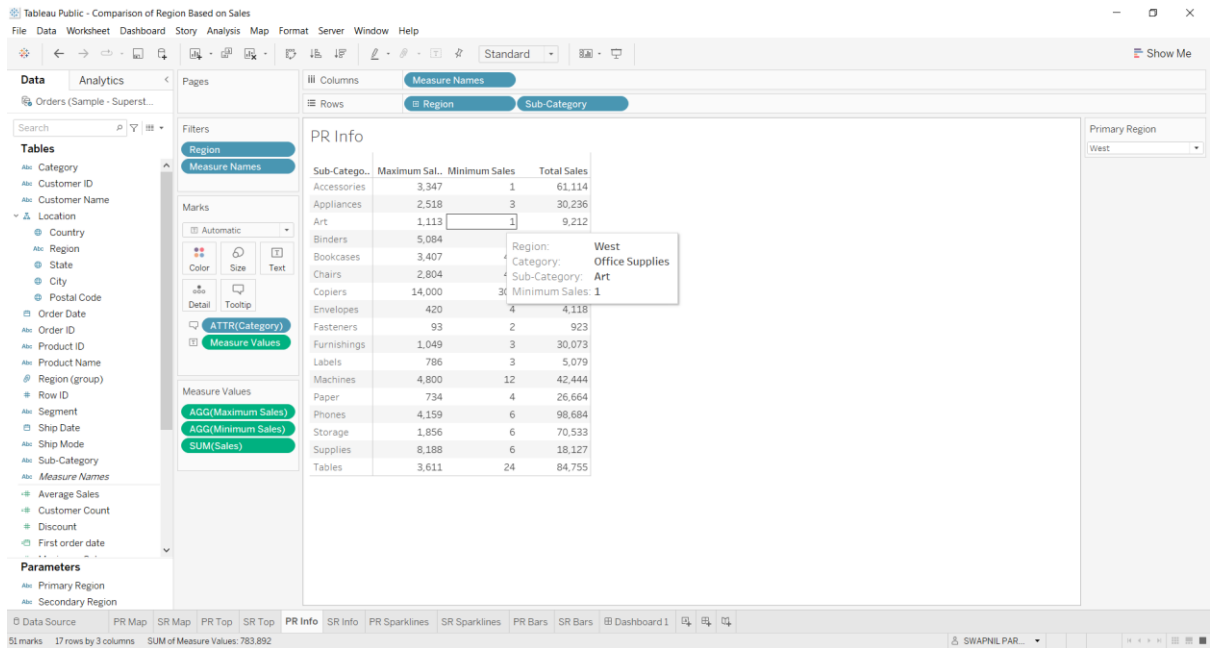 Tableau Public - Comparison of Region Based on Sales
File Data Worksheet Dashboard Story Analysis Map Format Server Window Help
Standard
Show Me
Data Analytics
Orders (Sample - Superst...
Search
Tables
Abc Category
Abc Customer ID
Abc Customer Name
Location
Country
Abc Region
State
City
Postal Code
Order Date
Abc Order ID
Abc Product ID
Abc Product Name
Region (group)
# Row ID
Abc Segment
Ship Date
Abc Ship Mode
Abc Sub-Category
Abc Measure Names
Average Sales
Customer Count
# Discount
First order date
Parameters
Abc Primary Region
Abc Secondary Region
Pages
Filters
Region
Measure Names
Marks
Automatic
Color Size Text
Detail Tooltip
ATTR(Category)
Measure Values
Measure Values
AGG(Maximum Sales)
AGG(Minimum Sales)
SUM(Sales)
Columns Measure Names
Rows Region Sub-Category
PR Info
Sub-Catego.. Maximum Sal.. Minimum Sales Total Sales
Accessories 3,347 1 61,114
Appliances 2,518 3 30,236
Art 1,113 1 9,212
Binders 5,084
Bookcases 3,407
Chairs 2,804
Copiers 14,000
Envelopes 420 4 4,118
Fasteners 93 2 923
Furnishings 1,049 3 30,073
Labels 786 3 5,079
Machines 4,800 12 42,444
Paper 734 4 26,664
Phones 4,159 6 98,684
Storage 1,856 6 70,533
Supplies 8,188 6 18,127
Tables 3,611 24 84,755
Region: West
Category: Office Supplies
Sub-Category: Art
Minimum Sales: 1
Primary Region
West
Data Source PR Map SR Map PR Top SR Top PR Info SR Info PR Sparklines SR Sparklines PR Bars SR Bars Dashboard 1
51 marks 17 rows by 3 columns SUM of Measure Values: 783,892
SWAPNIL PAR...